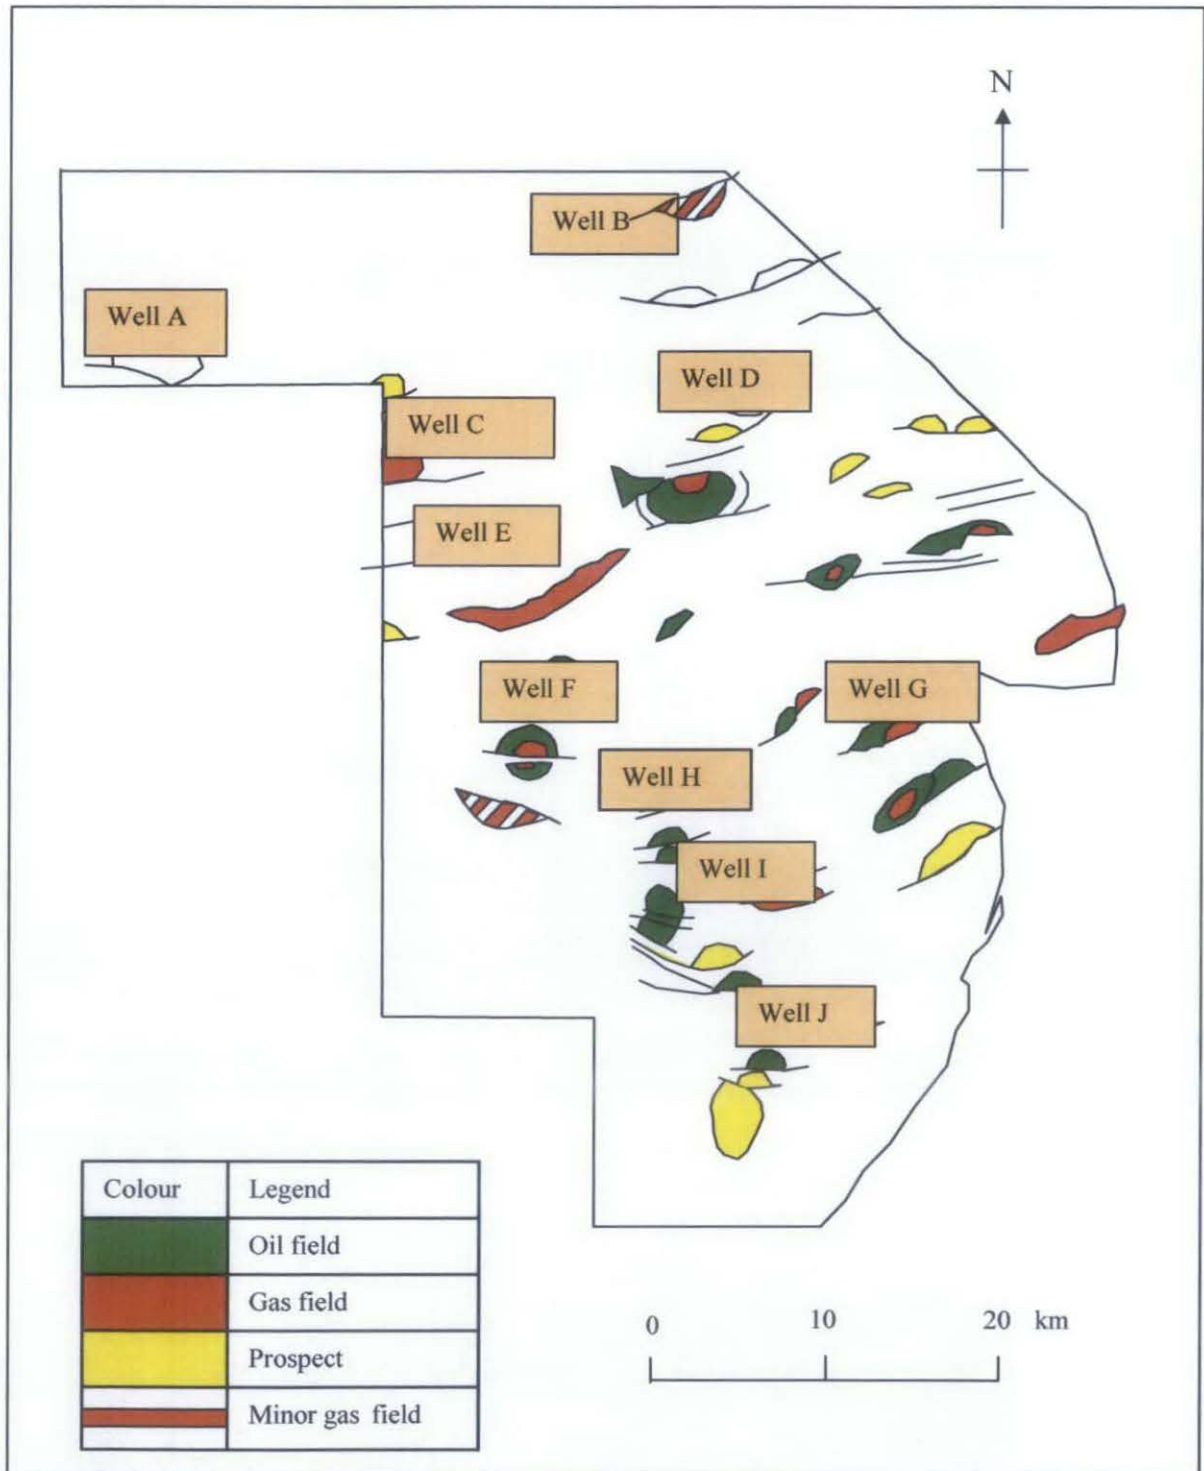 N
Well B
Well A
Well D
Well C
Well E
Well F
Well G
Well H
Well I
Well J
Colour Legend
Oil field
Gas field
Prospect
Minor gas field
0 10 20 km